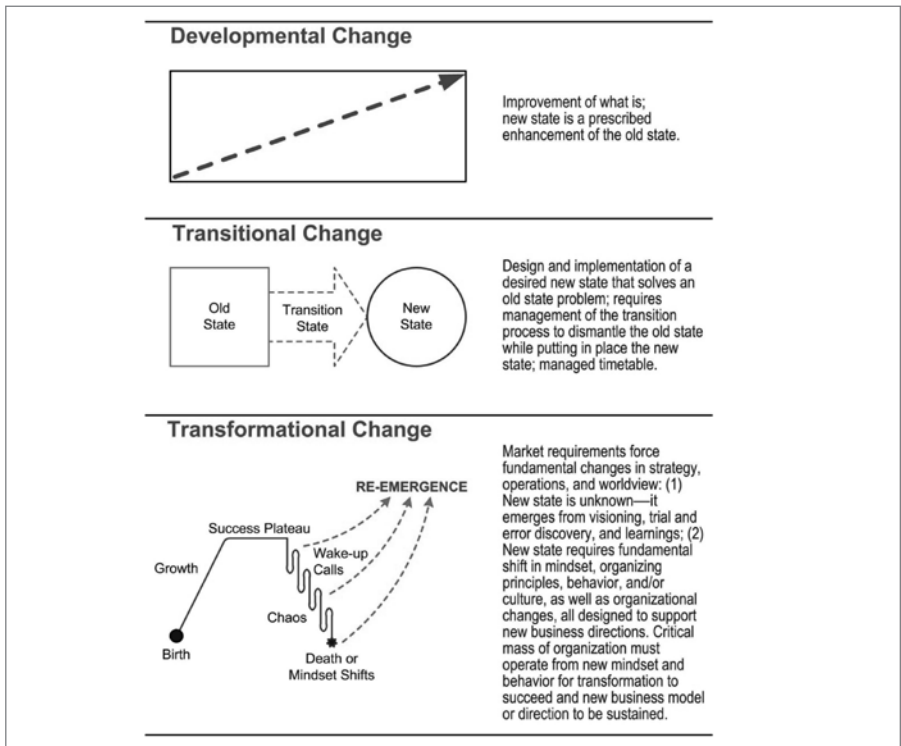 Developmental Change
Improvement of what is;
new state is a prescribed
enhancement of the old state.
Transitional Change
Old
State
Transition
State
New
State
Design and implementation of a
desired new state that solves an
old state problem; requires
management of the transition
process to dismantle the old state
while putting in place the new
state; managed timetable.
Transformational Change
RE-EMERGENCE
Success Plateau
Growth
Wake-up
Calls
Chaos
Birth
Death or
Mindset Shifts
Market requirements force
fundamental changes in strategy,
operations, and worldview: (1)
New state is unknown—it
emerges from visioning, trial and
error discovery, and learnings; (2)
New state requires fundamental
shift in mindset, organizing
principles, behavior, and/or
culture, as well as organizational
changes, all designed to support
new business directions. Critical
mass of organization must
operate from new mindset and
behavior for transformation to
succeed and new business model
or direction to be sustained.